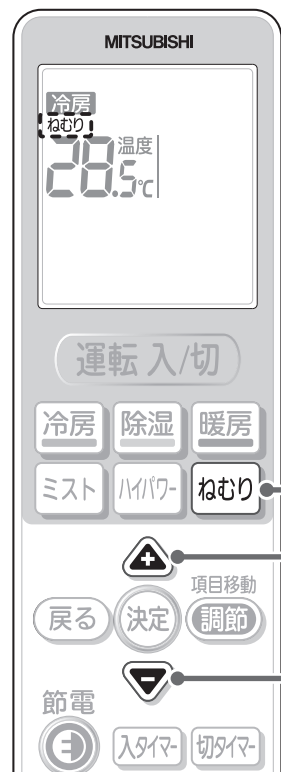 MITSUBISHI
冷房
ねむり
温度
28.5℃
運転 入/切
冷房 除湿 暖房
ミスト ハイパワー ねむり
+
項目移動
戻る 決定 調節
-
節電
入タイマー 切タイマー